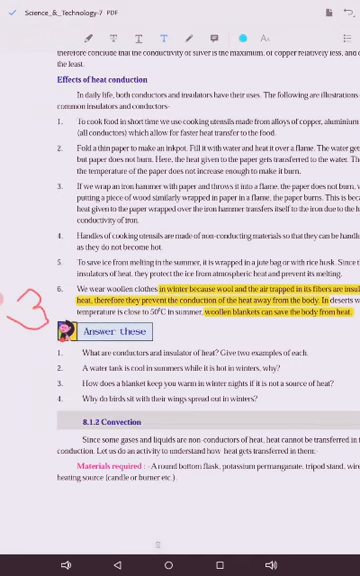 Science_&_Technology-7 PDF
therefore conclude that the conductivity of silver is the maximum, of copper relatively less, and
the least.
Effects of heat conduction
In daily life, both conductors and insulators have their uses. The following are illustrations
common insulators and conductors-
1. To cook food in short time we use cooking utensils made from alloys of copper, aluminium
(all conductors) which allow for faster heat transfer to the food.
2. Fold a thin paper to make an inkpot. Fill it with water and heat it over a flame. The water get
but paper does not burn. Here, the heat given to the paper gets transferred to the water. Th
the temperature of the paper does not increase enough to make it burn.
3. If we wrap an iron hammer with paper and throws it into a flame, the paper does not burn,
putting a piece of wood similarly wrapped in paper in a flame, the paper burns. This is beca
heat given to the paper wrapped over the iron hammer transfers itself to the iron due to the h
conductivity of iron.
4. Handles of cooking utensils are made of non-conducting materials so that they can be handle
as they do not become hot
5. To save ice from melting in the summer, it is wrapped in a jute bag or with rice husk. Since t
insulators of heat, they protect the ice from atmospheric heat and prevent its melting.
6. We wear woollen clothes in winter because wool and the air trapped in its fibers are insul
heat, therefore they prevent the conduction of the heat away from the body. In deserts w
temperature is close to 50°C in summer, woollen blankets can save the body from heat.
3
Answer these
1. What are conductors and insulator of heat? Give two examples of each.
2. A water tank is cool in summers while it is hot in winters, why?
3. How does a blanket keep you warm in winter nights if it is not a source of heat?
4. Why do birds sit with their wings spread out in winters?
8.1.2 Convection
Since some gases and liquids are non-conductors of heat, heat cannot be transferred in t
conduction. Let us do an activity to understand how heat gets transferred in them:-
Materials required : - A round bottom flask, potassium permanganate, tripod stand, wire
heating source (candle or burner etc.).